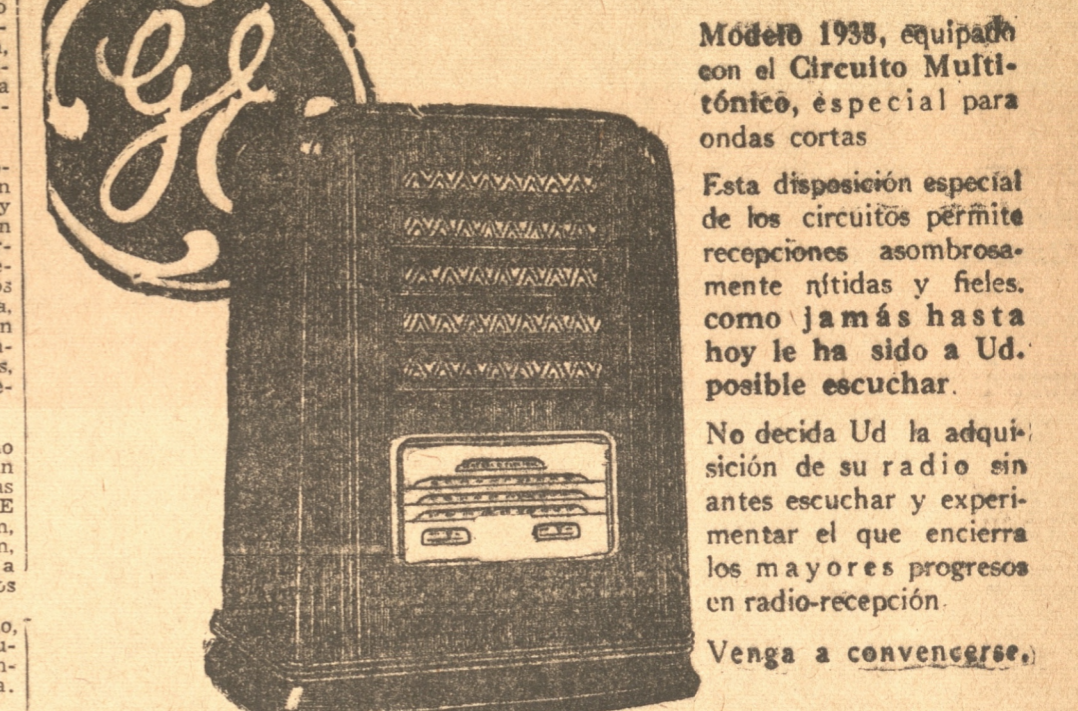 GE
Modelo 1938, equipado
con el Circuito Multi-
tónico, especial para
ondas cortas
Esta disposición especial
de los circuitos permite
recepciones asombrosa-
mente nítidas y fieles.
como jamás hasta
hoy le ha sido a Ud.
posible escuchar.
No decida Ud la adqui-
sición de su radio sin
antes escuchar y experi-
mentar el que encierra
los mayores progresos
en radio-recepción.
Venga a convencerse.